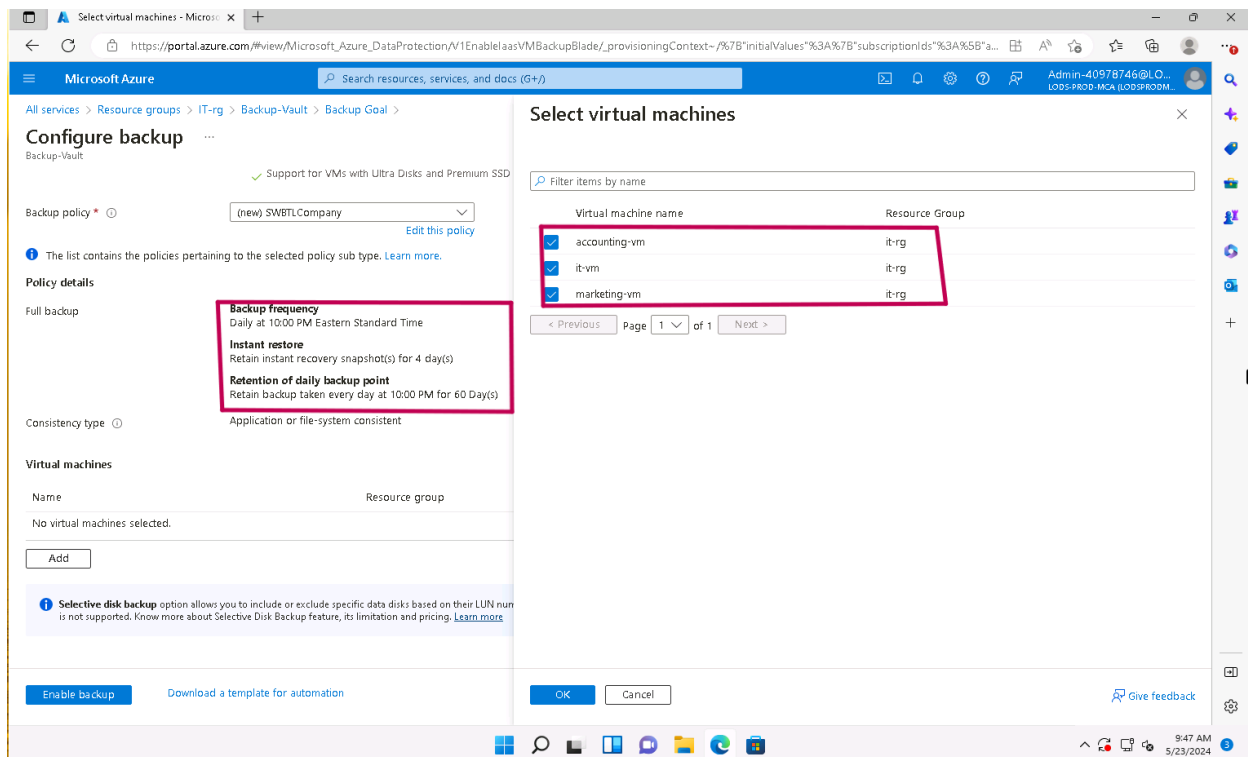 Select virtual machines - Microso
https://portal.azure.com/#view/Microsoft_Azure_DataProtection/V1EnableIaasVMBackupBlade/_provisioningContext~/%7B"initialValues"%3A%7B"subscriptionIds"%3A%5B"a...
Microsoft Azure
Search resources, services, and docs (G+/)
Admin-40978746@LO...
LODS-PROD-MCA (LODSPRODM...
All services > Resource groups > IT-rg > Backup-Vault > Backup Goal >
Configure backup ...
Backup-Vault
Support for VMs with Ultra Disks and Premium SSD
Backup policy *
(new) SWBTLCompany
Edit this policy
The list contains the policies pertaining to the selected policy sub type. Learn more.
Policy details
Full backup
Backup frequency
Daily at 10:00 PM Eastern Standard Time
Instant restore
Retain instant recovery snapshot(s) for 4 day(s)
Retention of daily backup point
Retain backup taken every day at 10:00 PM for 60 Day(s)
Consistency type
Application or file-system consistent
Virtual machines
Name Resource group
No virtual machines selected.
Add
Selective disk backup option allows you to include or exclude specific data disks based on their LUN num
is not supported. Know more about Selective Disk Backup feature, its limitation and pricing. Learn more
Enable backup
Download a template for automation
Select virtual machines
Filter items by name
Virtual machine name Resource Group
accounting-vm it-rg
it-vm it-rg
marketing-vm it-rg
< Previous Page 1 of 1 Next >
OK
Cancel
Give feedback
9:47 AM
5/23/2024
3